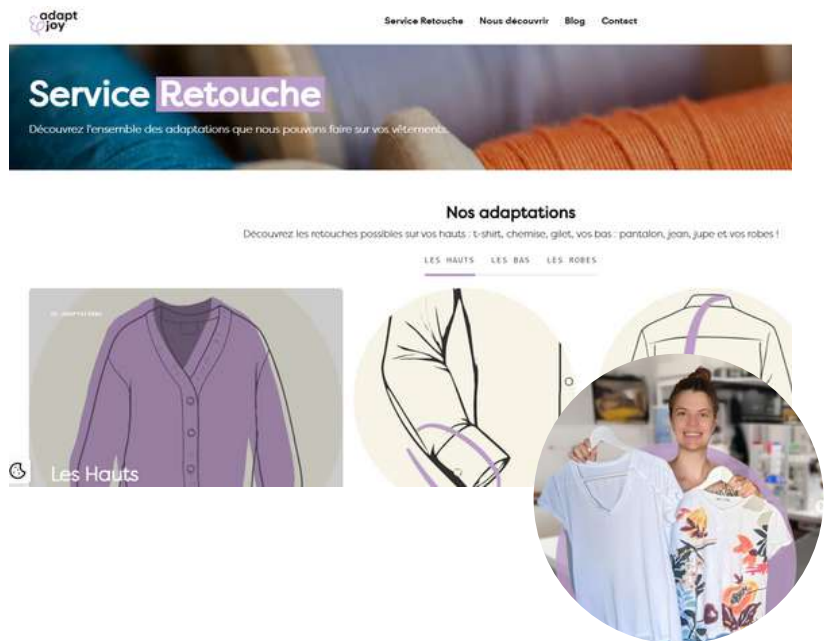 adapt
joy
Service Retouche
Nous découvrir
Blog
Contact
Service Retouche
Découvrez l'ensemble des adaptations que nous pouvons faire sur vos vêtements.
Nos adaptations
Découvrez les retouches possibles sur vos hauts : t-shirt, chemise, gilet, vos bas : pantalon, jean, jupe et vos robes !
LES HAUTS
LES BAS
LES ROBES
Les Hauts